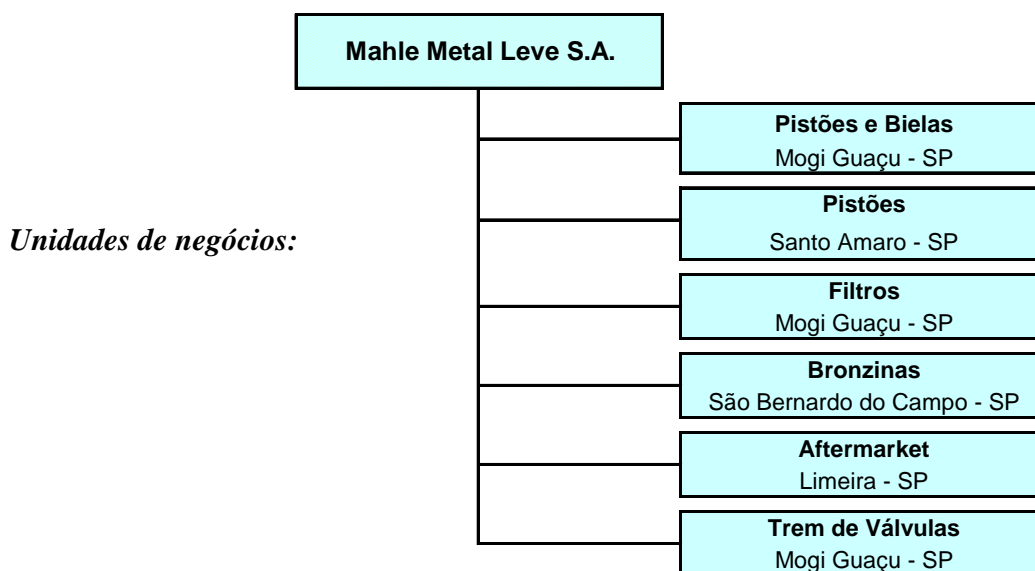 Mahle Metal Leve S.A.
Pistões e Bielas
Mogi Guaçu - SP
Pistões
Santo Amaro - SP
Unidades de negócios:
Filtros
Mogi Guaçu - SP
Bronzinas
São Bernardo do Campo - SP
Aftermarket
Limeira - SP
Trem de Válvulas
Mogi Guaçu - SP